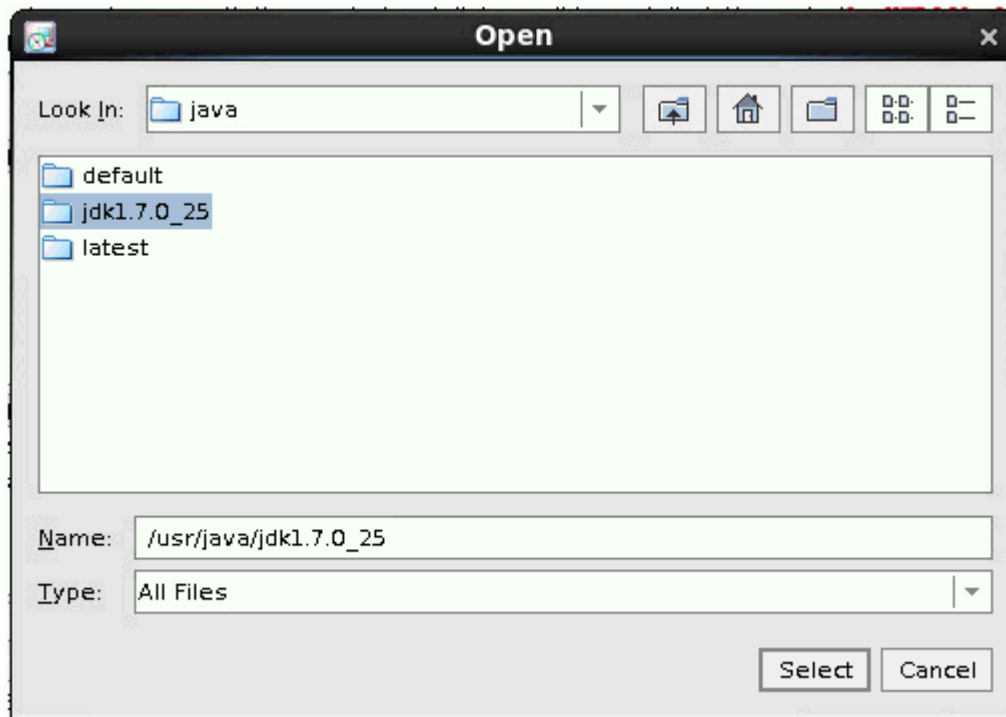 Open
Look In: java
default
jdk1.7.0_25
latest
Name: /usr/java/jdk1.7.0_25
Type: All Files
Select Cancel